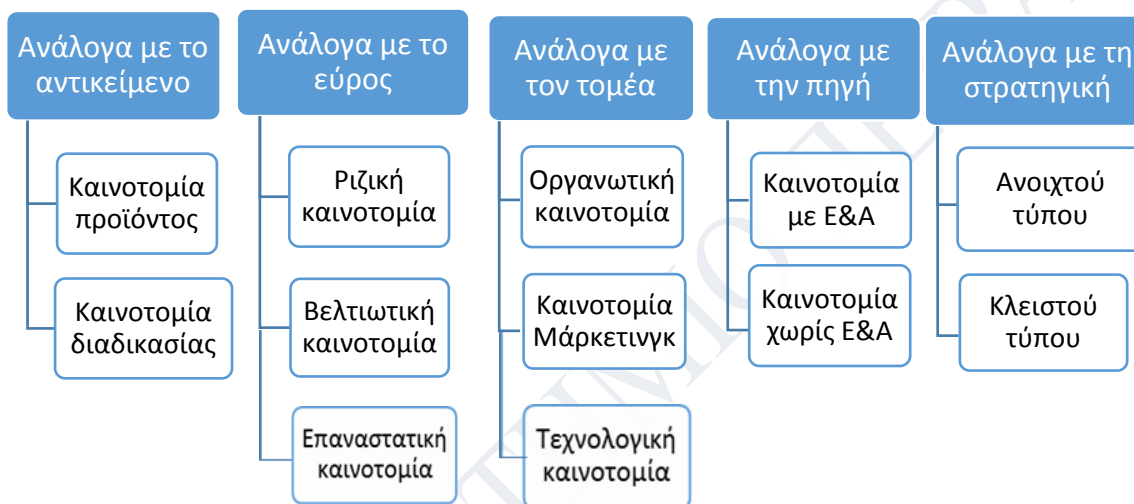 Ανάλογα με το
αντικείμενο
Καινοτομία
προϊόντος
Καινοτομία
διαδικασίας
Ανάλογα με το
εύρος
Ριζική
καινοτομία
Βελτιωτική
καινοτομία
Επαναστατική
καινοτομία
Ανάλογα με
τον τομέα
Οργανωτική
καινοτομία
Καινοτομία
Μάρκετινγκ
Τεχνολογική
καινοτομία
Ανάλογα με
την πηγή
Καινοτομία
με Ε&Α
Καινοτομία
χωρίς Ε&Α
Ανάλογα με τη
στρατηγική
Ανοιχτού
τύπου
Κλειστού
τύπου